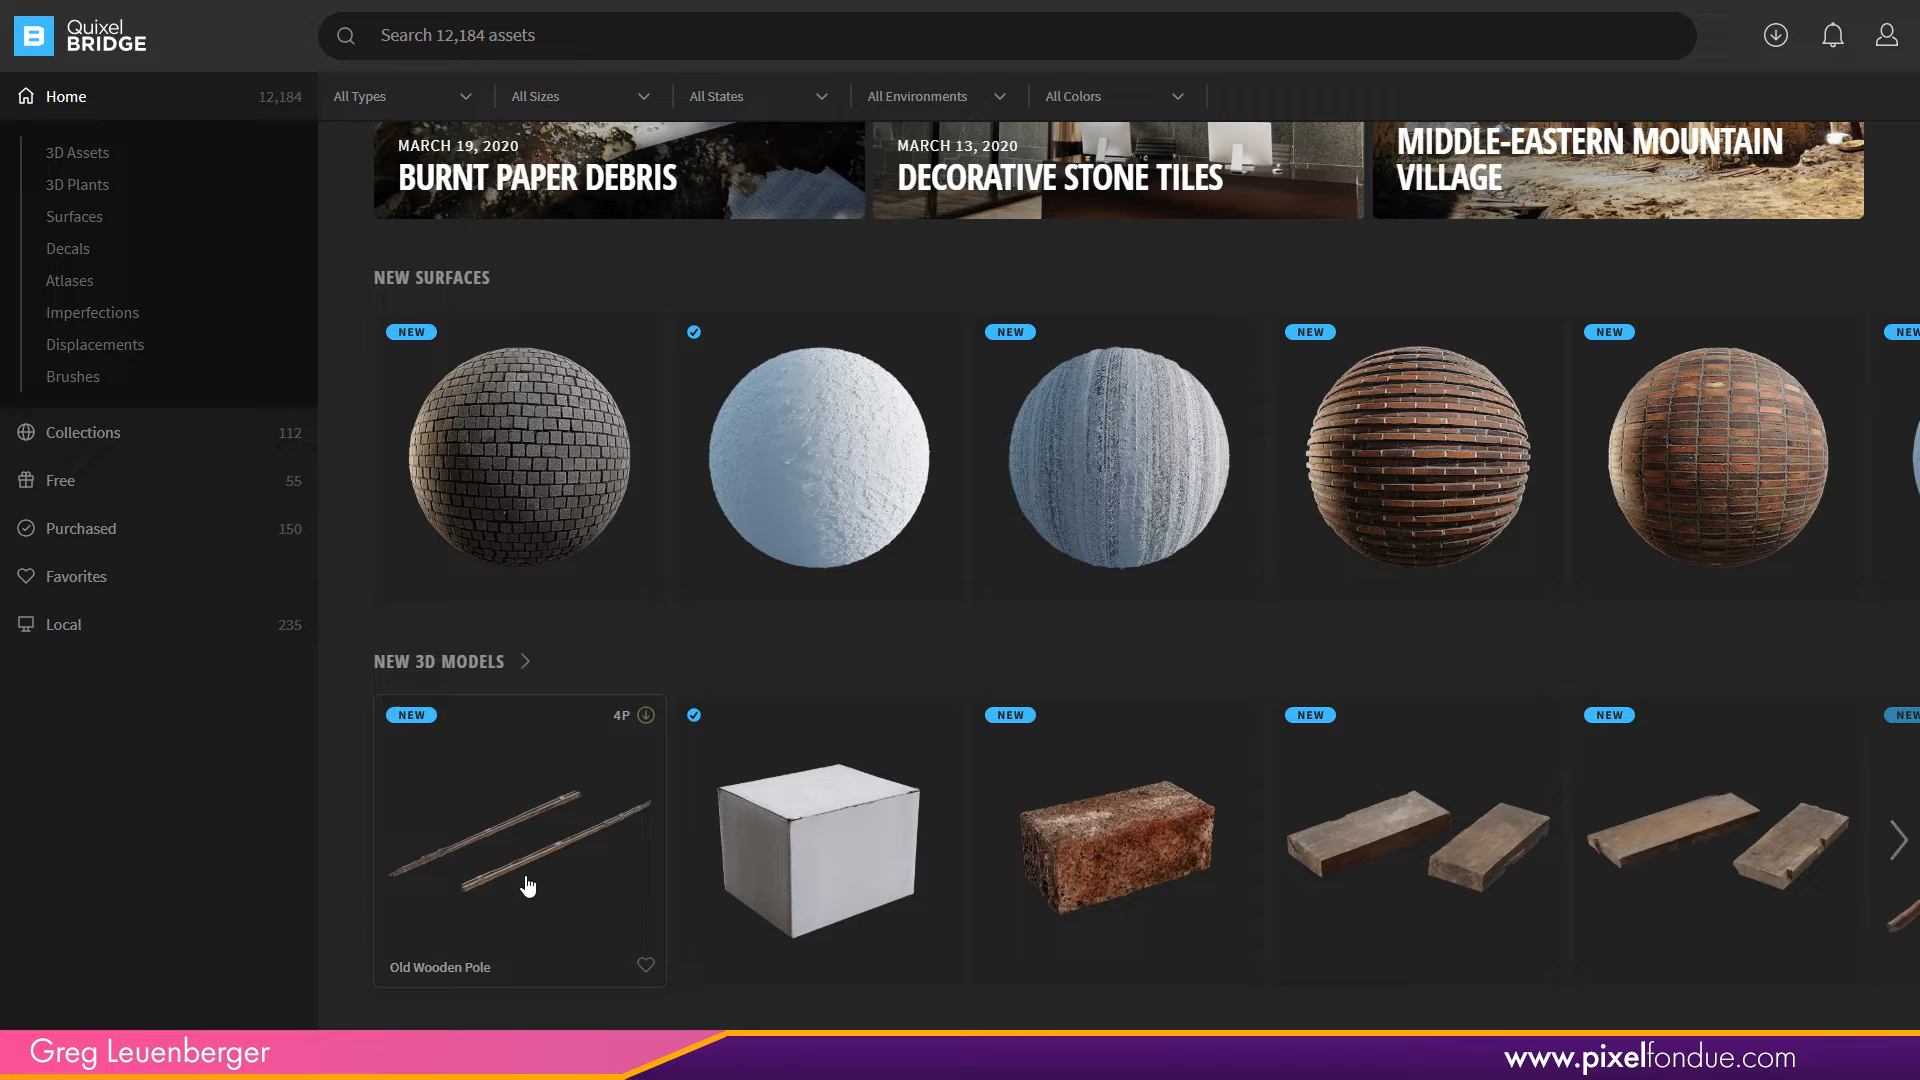 Quixel
BRIDGE
Search 12,184 assets
Home 12,184
All Types
All Sizes
All States
All Environments
All Colors
3D Assets
3D Plants
Surfaces
Decals
Atlases
Imperfections
Displacements
Brushes
Collections 112
Free 55
Purchased 150
Favorites
Local 235
MARCH 19, 2020
BURNT PAPER DEBRIS
MARCH 13, 2020
DECORATIVE STONE TILES
MIDDLE-EASTERN MOUNTAIN
VILLAGE
NEW SURFACES
NEW
NEW
NEW
NEW
NEW
NEW 3D MODELS
NEW
4P
NEW
NEW
NEW
NEW
Old Wooden Pole
Greg Leuenberger
www.pixelfondue.com